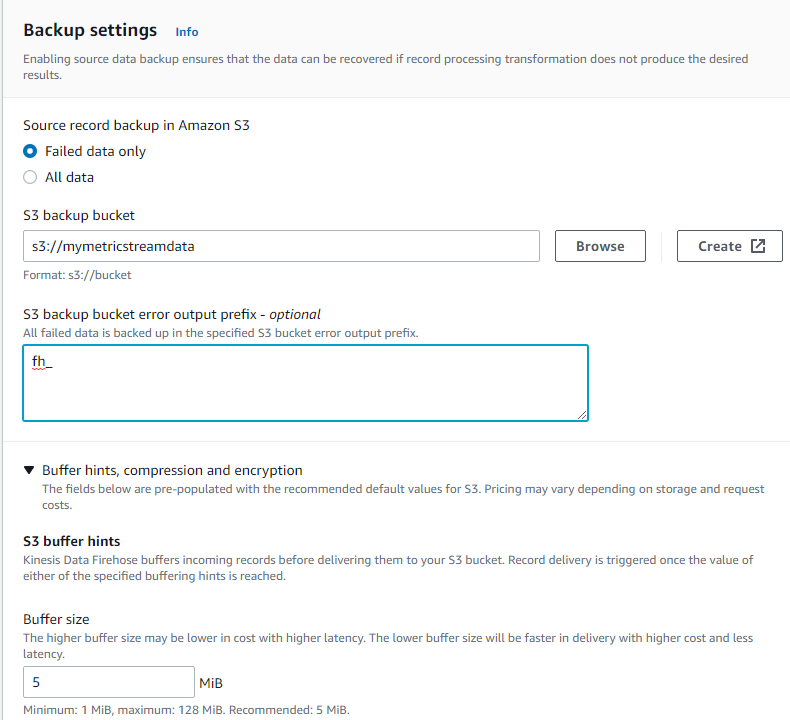 Backup settings Info
Enabling source data backup ensures that the data can be recovered if record processing transformation does not produce the desired
results.
Source record backup in Amazon S3
Failed data only
All data
S3 backup bucket
s3://mymetricstreamdata Browse Create
Format: s3://bucket
S3 backup bucket error output prefix - optional
All failed data is backed up in the specified S3 bucket error output prefix.
fh_
Buffer hints, compression and encryption
The fields below are pre-populated with the recommended default values for S3. Pricing may vary depending on storage and request
costs.
S3 buffer hints
Kinesis Data Firehose buffers incoming records before delivering them to your S3 bucket. Record delivery is triggered once the value of
either of the specified buffering hints is reached.
Buffer size
The higher buffer size may be lower in cost with higher latency. The lower buffer size will be faster in delivery with higher cost and less
latency.
5 MiB
Minimum: 1 MiB, maximum: 128 MiB. Recommended: 5 MiB.